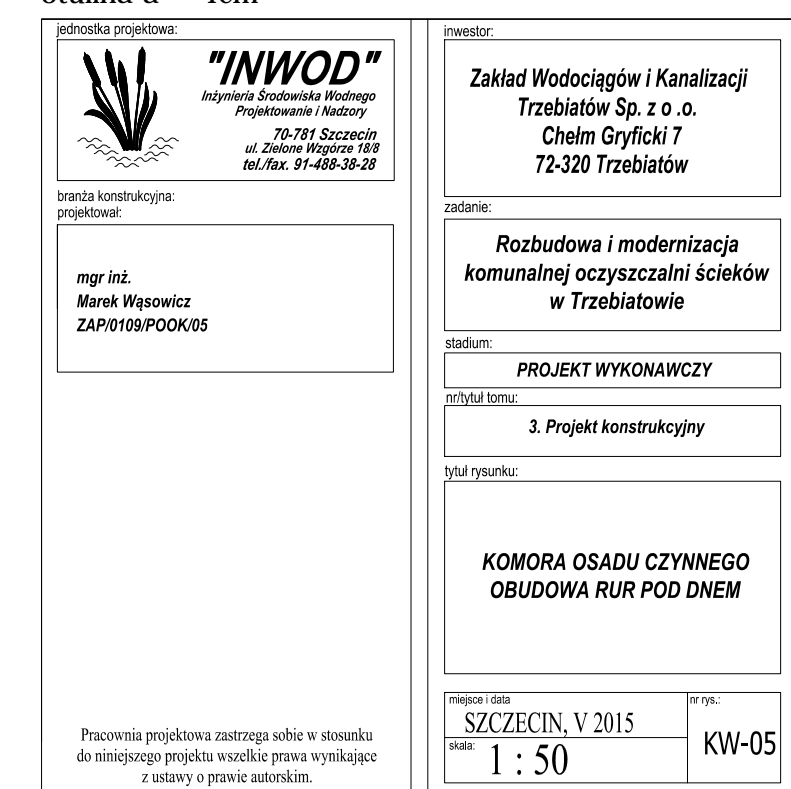 jednostka projektowa:
"INWOD"
Inżynieria Środowiska Wodnego
Projektowanie i Nadzory
70-781 Szczecin
ul. Zielone Wzgórze 18/8
tel./fax. 91-488-38-28
branża konstrukcyjna:
projektował:
mgr inż.
Marek Wąsowicz
ZAP/0109/POOK/05
Pracownia projektowa zastrzega sobie w stosunku
do niniejszego projektu wszelkie prawa wynikające
z ustawy o prawie autorskim.
inwestor:
Zakład Wodociągów i Kanalizacji
Trzebiatów Sp. z o .o.
Chełm Gryficki 7
72-320 Trzebiatów
zadanie:
Rozbudowa i modernizacja
komunalnej oczyszczalni ścieków
w Trzebiatowie
stadium:
PROJEKT WYKONAWCZY
nr/tytuł tomu:
3. Projekt konstrukcyjny
tytuł rysunku:
KOMORA OSADU CZYNNEGO
OBUDOWA RUR POD DNEM
miejsce i data
SZCZECIN, V 2015
skala:
1 : 50
nr rys.:
KW-05